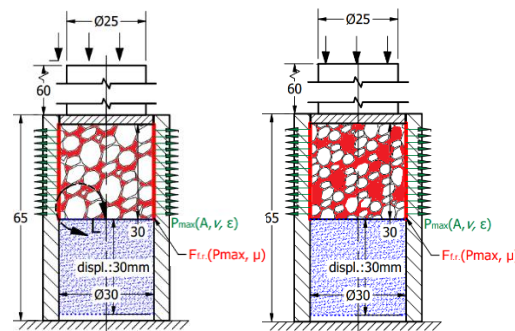 Ø25
60
65
30
Pmax(A, ν, ε)
Ff.r.(Pmax, µ)
displ.:30mm
Ø30
Ø25
60
65
30
Pmax(A, ν, ε)
Ff.r.(Pmax, µ)
displ.:30mm
Ø30